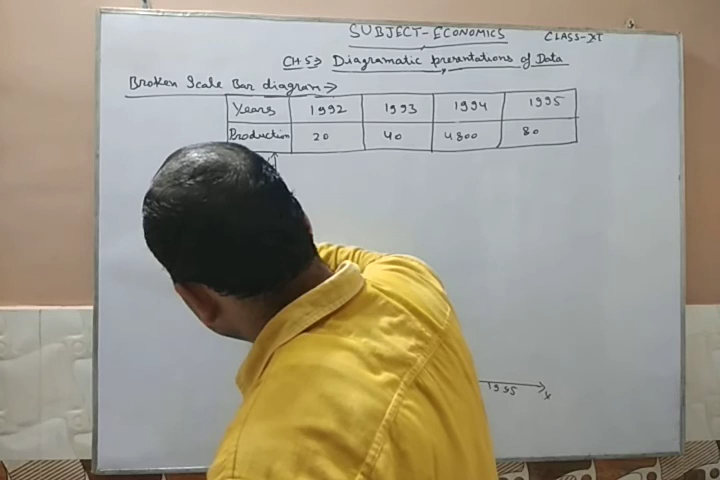 SUBJECT-ECONOMICS CLASS-XI
CH 5⇒ Diagramatic presentations of Data
Broken Scale Bar diagram→
Years 1992 1993 1994 1995
Production 20 40 4800 80
1995
X